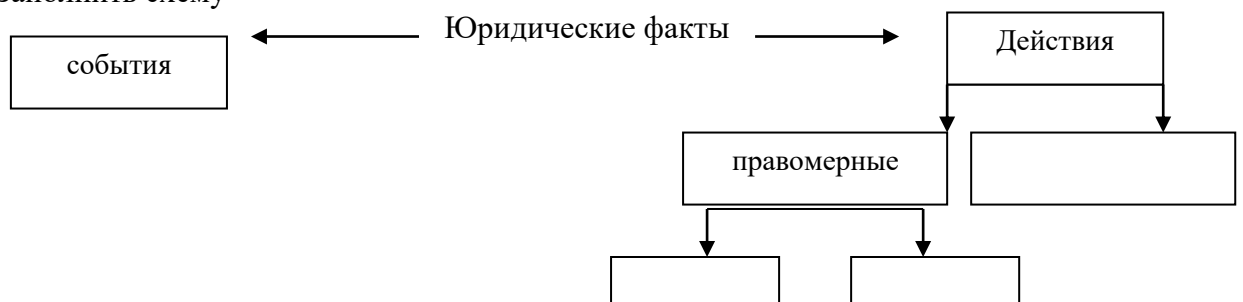 заполнить схему
Юридические факты
события
Действия
правомерные